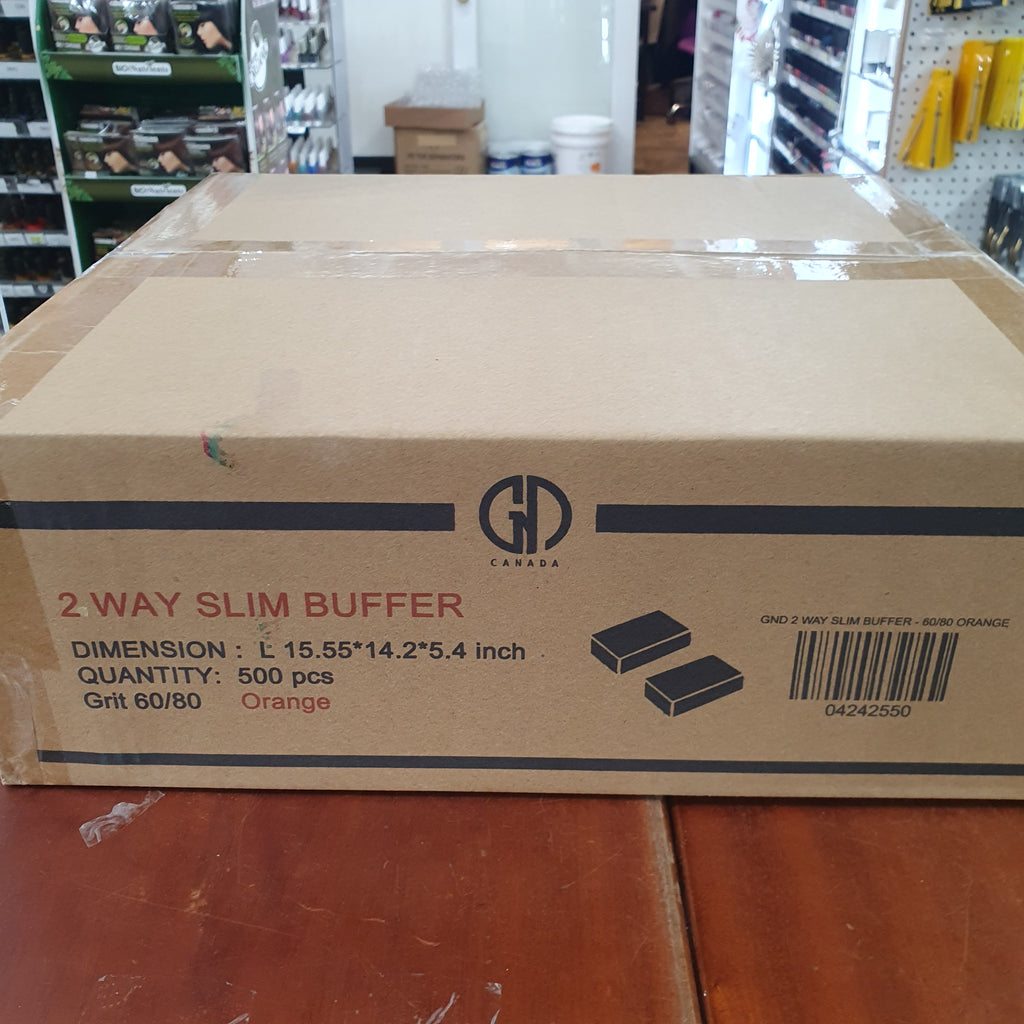 GND
CANADA
2 WAY SLIM BUFFER
DIMENSION : L 15.55*14.2*5.4 inch
QUANTITY: 500 pcs
Grit 60/80 Orange
GND 2 WAY SLIM BUFFER - 60/80 ORANGE
04242550